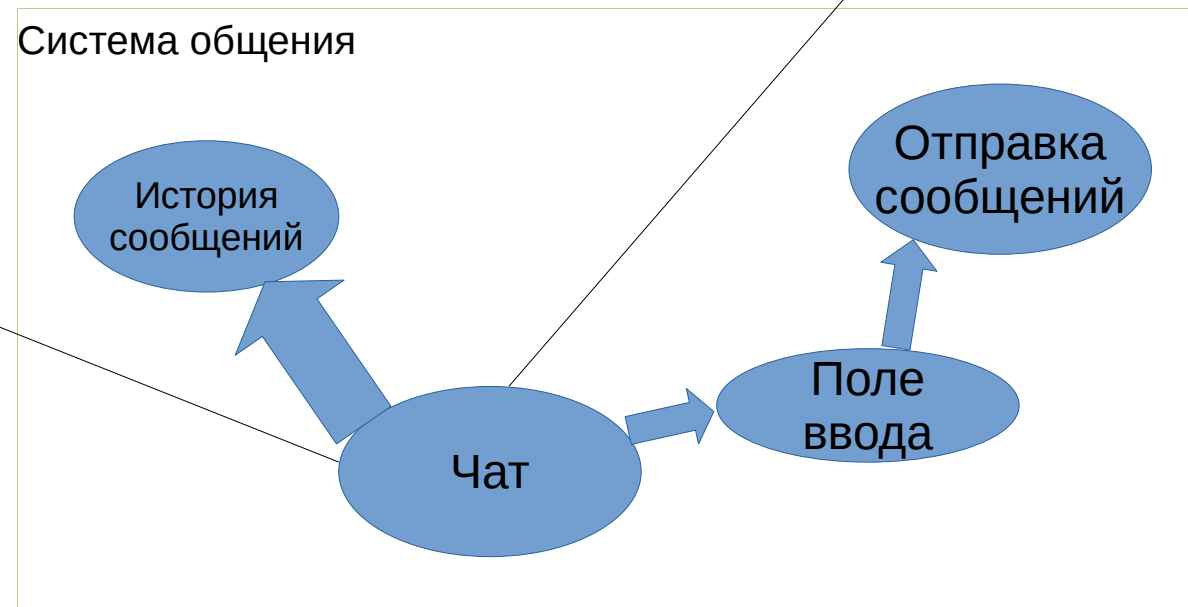 Система общения
История
сообщений
Отправка
сообщений
Поле
ввода
Чат